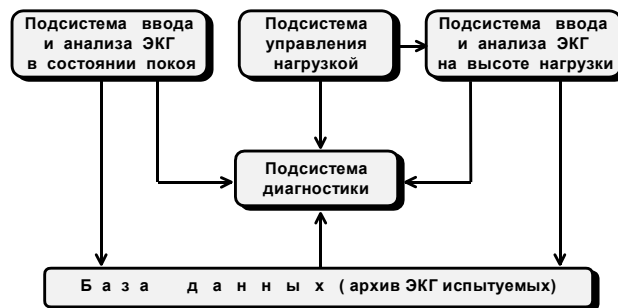 Подсистема ввода
и анализа ЭКГ
в состоянии покоя
Подсистема
управления
нагрузкой
Подсистема ввода
и анализа ЭКГ
на высоте нагрузки
Подсистема
диагностики
База данных (архив ЭКГ испытуемых)